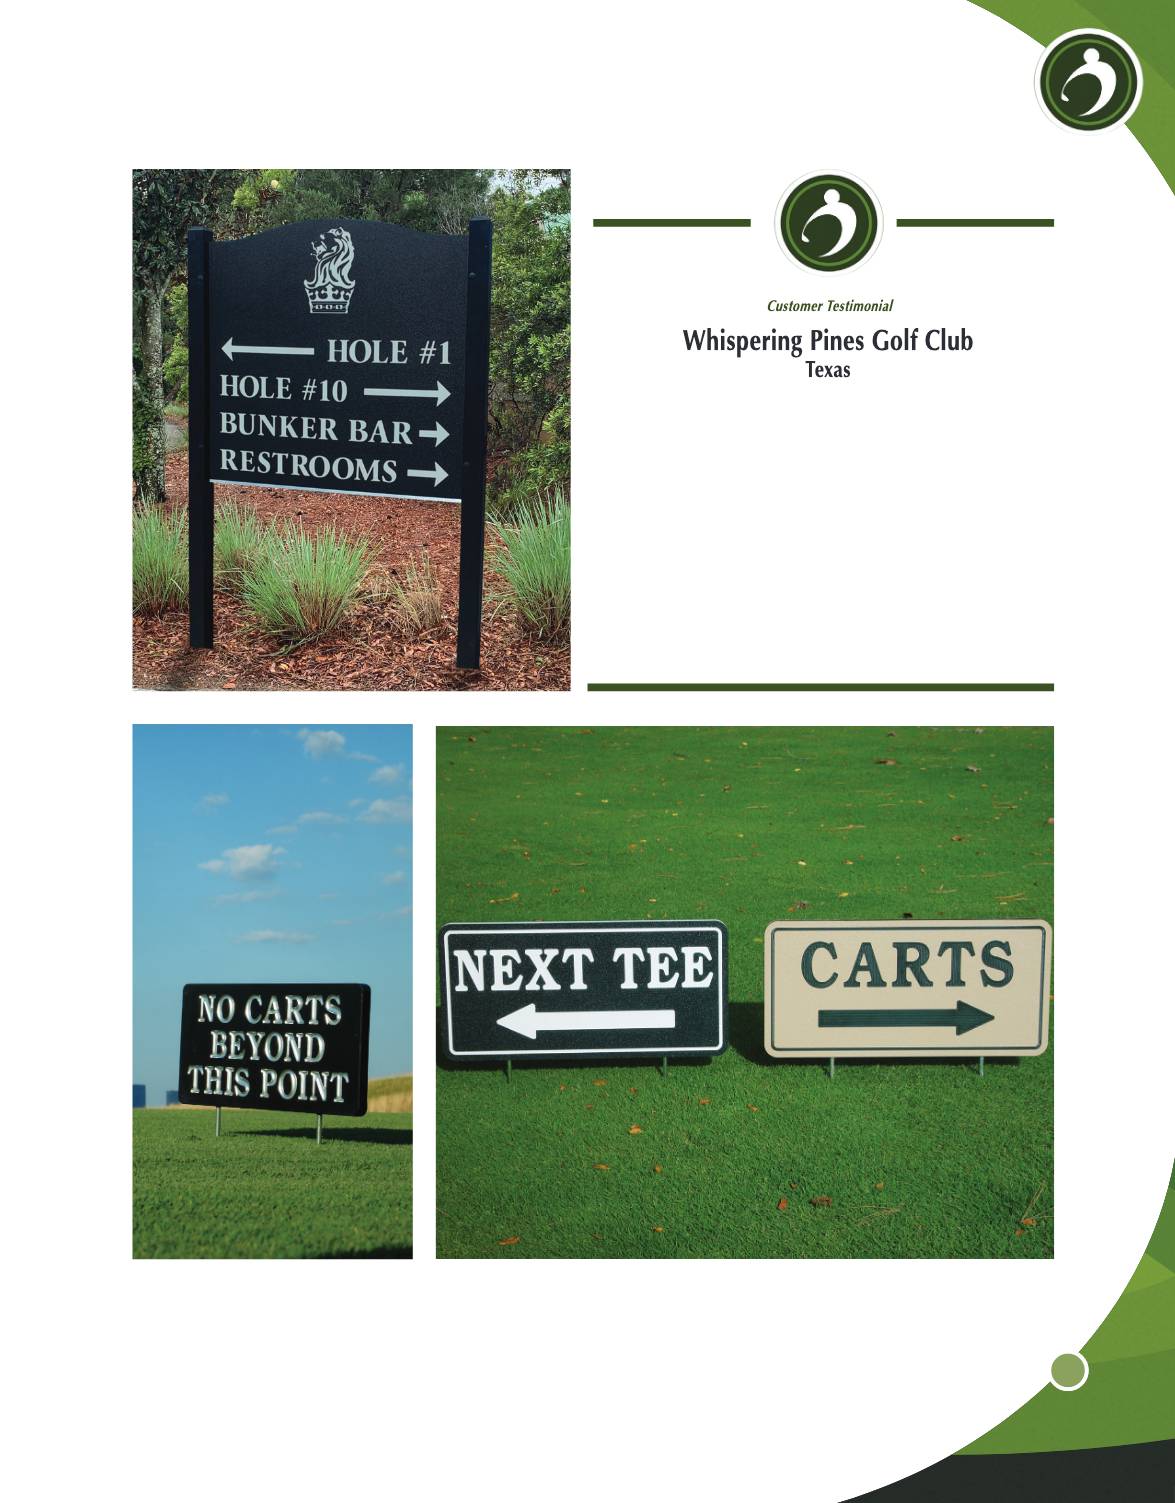 HOLE #1
HOLE #10
BUNKER BAR
RESTROOMS
Customer Testimonial
Whispering Pines Golf Club
Texas
NO CARTS
BEYOND
THIS POINT
NEXT TEE
CARTS